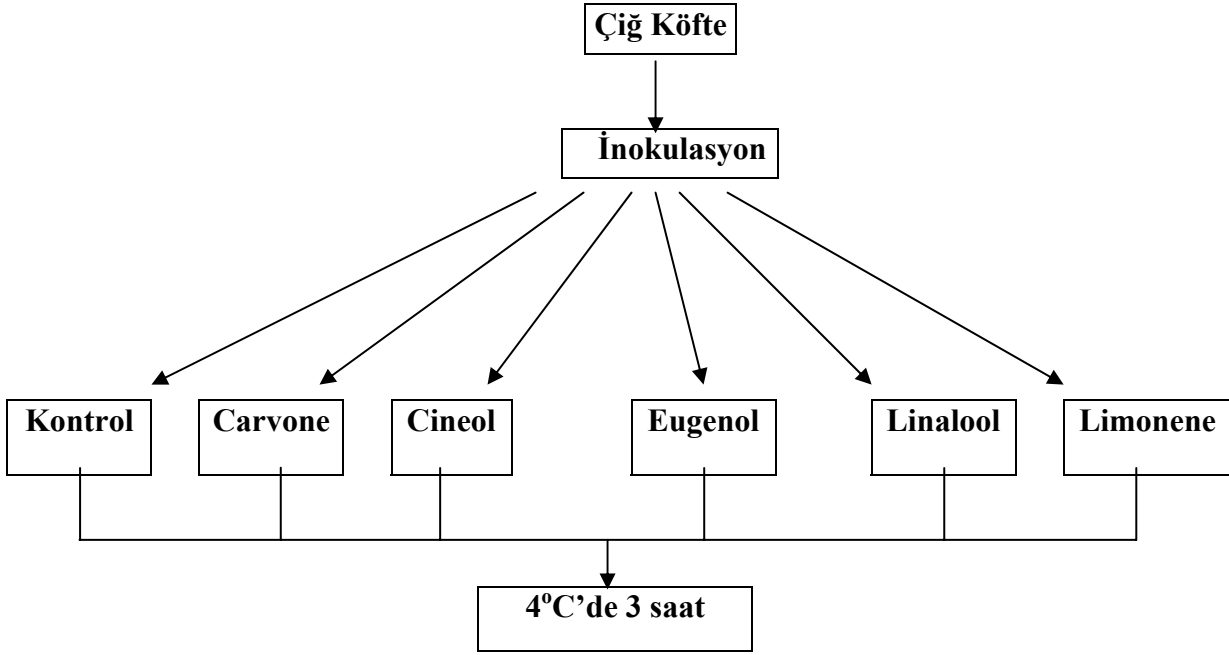 Çiğ Köfte
İnokulasyon
Kontrol
Carvone
Cineol
Eugenol
Linalool
Limonene
4°C’de 3 saat